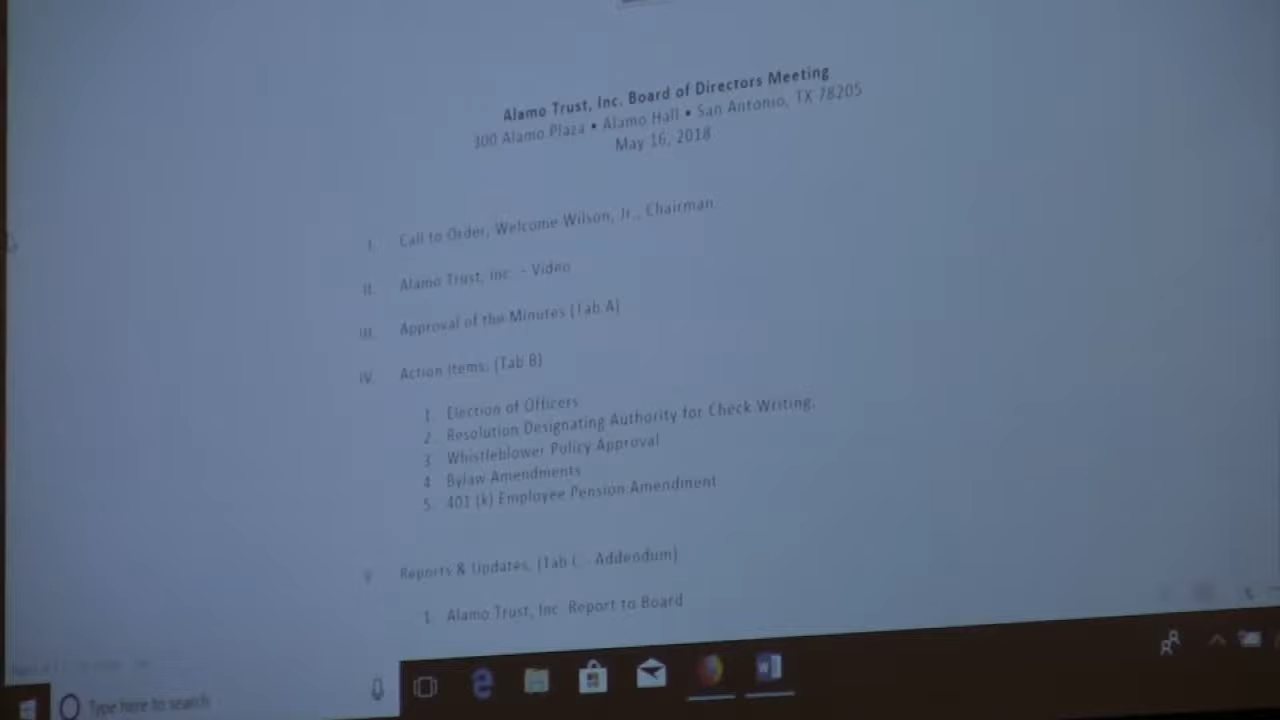 Alamo Trust, Inc. Board of Directors Meeting
300 Alamo Plaza • Alamo Hall • San Antonio, TX 78205
May 16, 2018
I. Call to Order, Welcome Wilson, Jr., Chairman
II. Alamo Trust, Inc. - Video
III. Approval of the Minutes (Tab A)
IV. Action Items: (Tab B)
1. Election of Officers
2. Resolution Designating Authority for Check Writing.
3. Whistleblower Policy Approval
4. Bylaw Amendments
5. 401 (k) Employee Pension Amendment
V. Reports & Updates, (Tab C - Addendum)
1. Alamo Trust, Inc. Report to Board
Type here to search